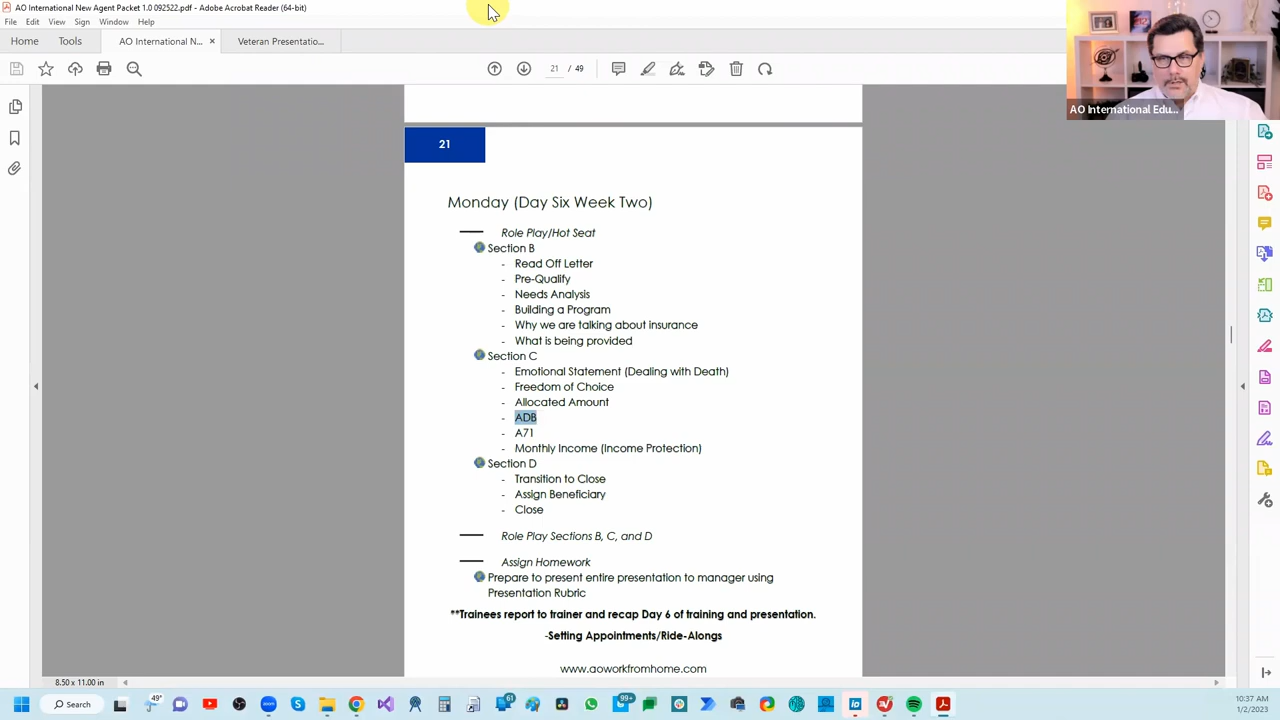 AO International New Agent Packet 1.0 092522.pdf - Adobe Acrobat Reader (64-bit)
File Edit View Sign Window Help
Home Tools AO International N... × Veteran Presentatio...
21 / 49
AO International Edu...
21
Monday (Day Six Week Two)
Role Play/Hot Seat
Section B
- Read Off Letter
- Pre-Qualify
- Needs Analysis
- Building a Program
- Why we are talking about insurance
- What is being provided
Section C
- Emotional Statement (Dealing with Death)
- Freedom of Choice
- Allocated Amount
- ADB
- A71
- Monthly Income (Income Protection)
Section D
- Transition to Close
- Assign Beneficiary
- Close
Role Play Sections B, C, and D
Assign Homework
Prepare to present entire presentation to manager using
Presentation Rubric
**Trainees report to trainer and recap Day 6 of training and presentation.
-Setting Appointments/Ride-Alongs
www.aoworkfromhome.com
8.50 x 11.00 in
Search 49° 61 99+ 10:37 AM
1/2/2023